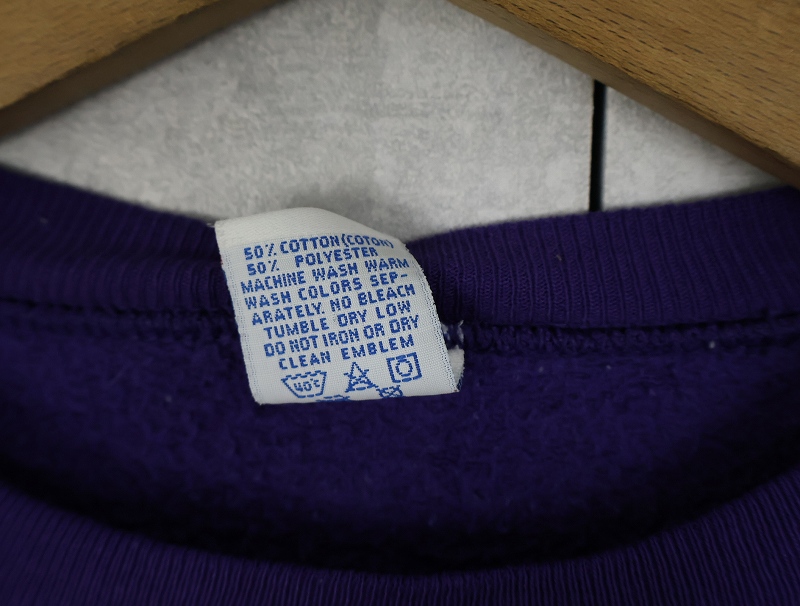 50% COTTON (COTON)
50% POLYESTER
MACHINE WASH WARM
WASH COLORS SEP-
ARATELY. NO BLEACH
TUMBLE DRY LOW
DO NOT IRON OR DRY
CLEAN EMBLEM
40°C